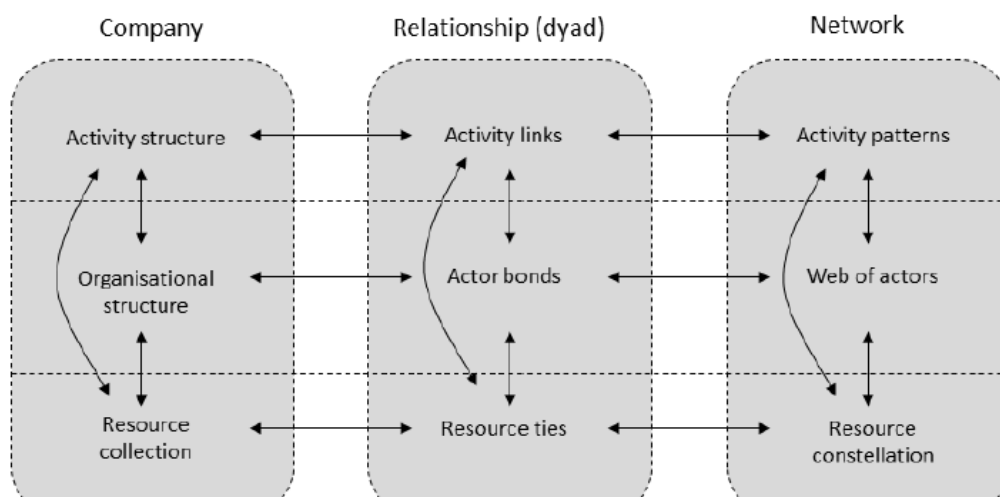 Company
Relationship (dyad)
Network
Activity structure
Activity links
Activity patterns
Organisational
structure
Actor bonds
Web of actors
Resource
collection
Resource ties
Resource
constellation